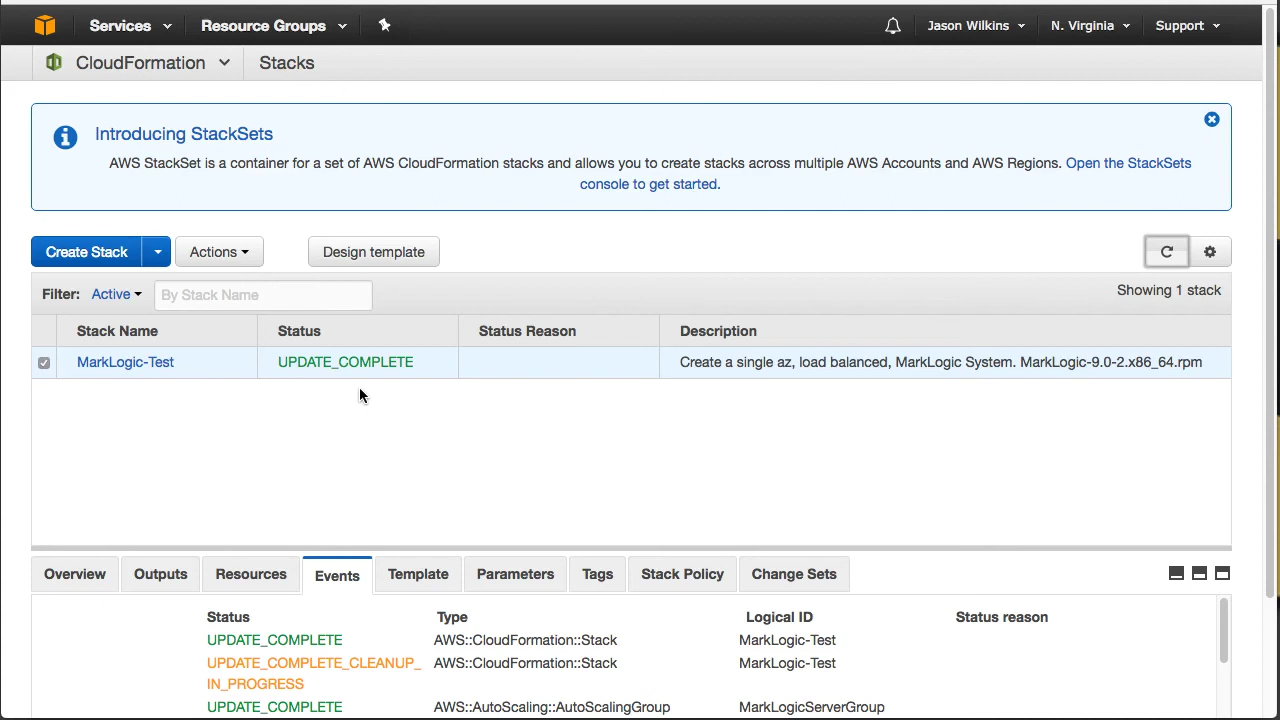 Services Resource Groups Jason Wilkins N. Virginia Support
CloudFormation Stacks
Introducing StackSets
AWS StackSet is a container for a set of AWS CloudFormation stacks and allows you to create stacks across multiple AWS Accounts and AWS Regions. Open the StackSets
console to get started.
Create Stack Actions Design template
Filter: Active By Stack Name Showing 1 stack
Stack Name Status Status Reason Description
MarkLogic-Test UPDATE_COMPLETE Create a single az, load balanced, MarkLogic System. MarkLogic-9.0-2.x86_64.rpm
Overview Outputs Resources Events Template Parameters Tags Stack Policy Change Sets
Status Type Logical ID Status reason
UPDATE_COMPLETE AWS::CloudFormation::Stack MarkLogic-Test
UPDATE_COMPLETE_CLEANUP_ AWS::CloudFormation::Stack MarkLogic-Test
IN_PROGRESS
UPDATE_COMPLETE AWS::AutoScaling::AutoScalingGroup MarkLogicServerGroup